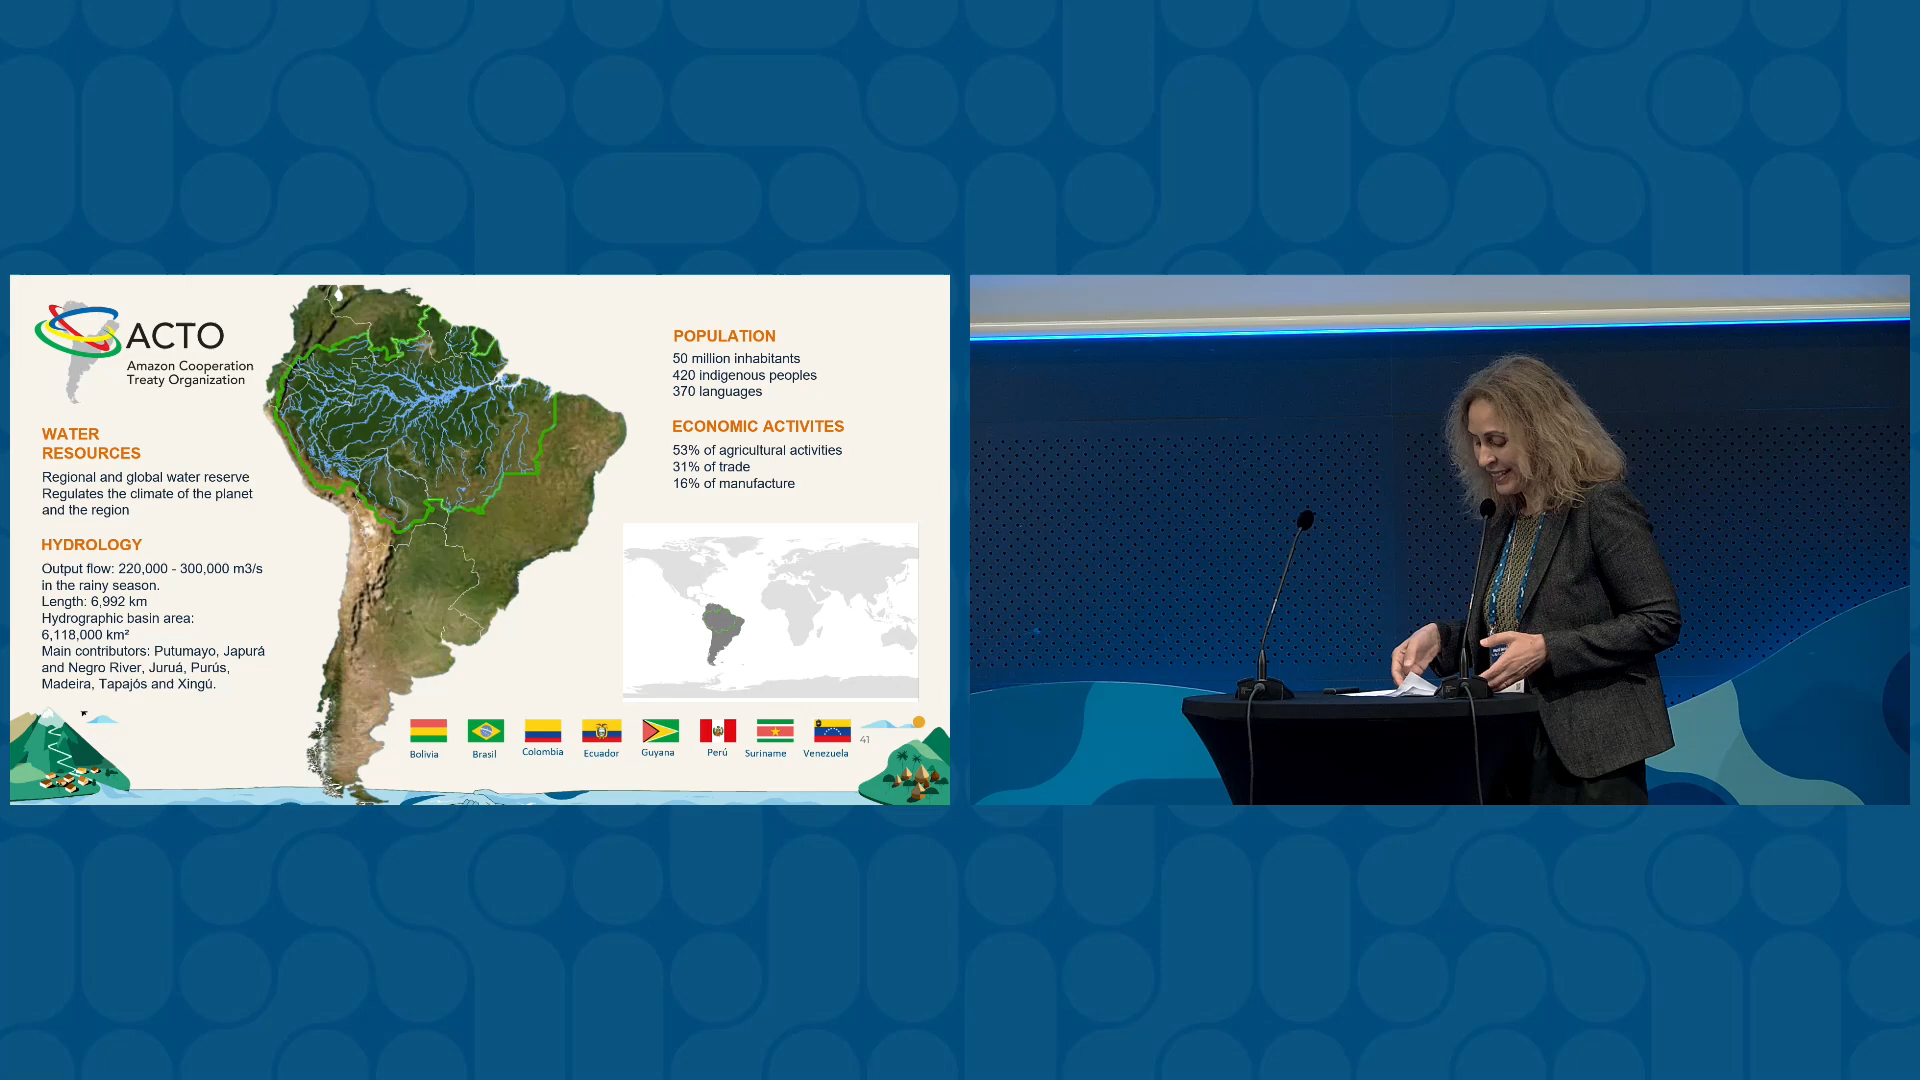 ACTO
Amazon Cooperation
Treaty Organization
WATER
RESOURCES
Regional and global water reserve
Regulates the climate of the planet
and the region
HYDROLOGY
Output flow: 220,000 - 300,000 m3/s
in the rainy season.
Length: 6,992 km
Hydrographic basin area:
6,118,000 km²
Main contributors: Putumayo, Japurá
and Negro River, Juruá, Purús,
Madeira, Tapajós and Xingú.
POPULATION
50 million inhabitants
420 indigenous peoples
370 languages
ECONOMIC ACTIVITES
53% of agricultural activities
31% of trade
16% of manufacture
Bolivia
Brasil
Colombia
Ecuador
Guyana
Perú
Suriname
Venezuela
41